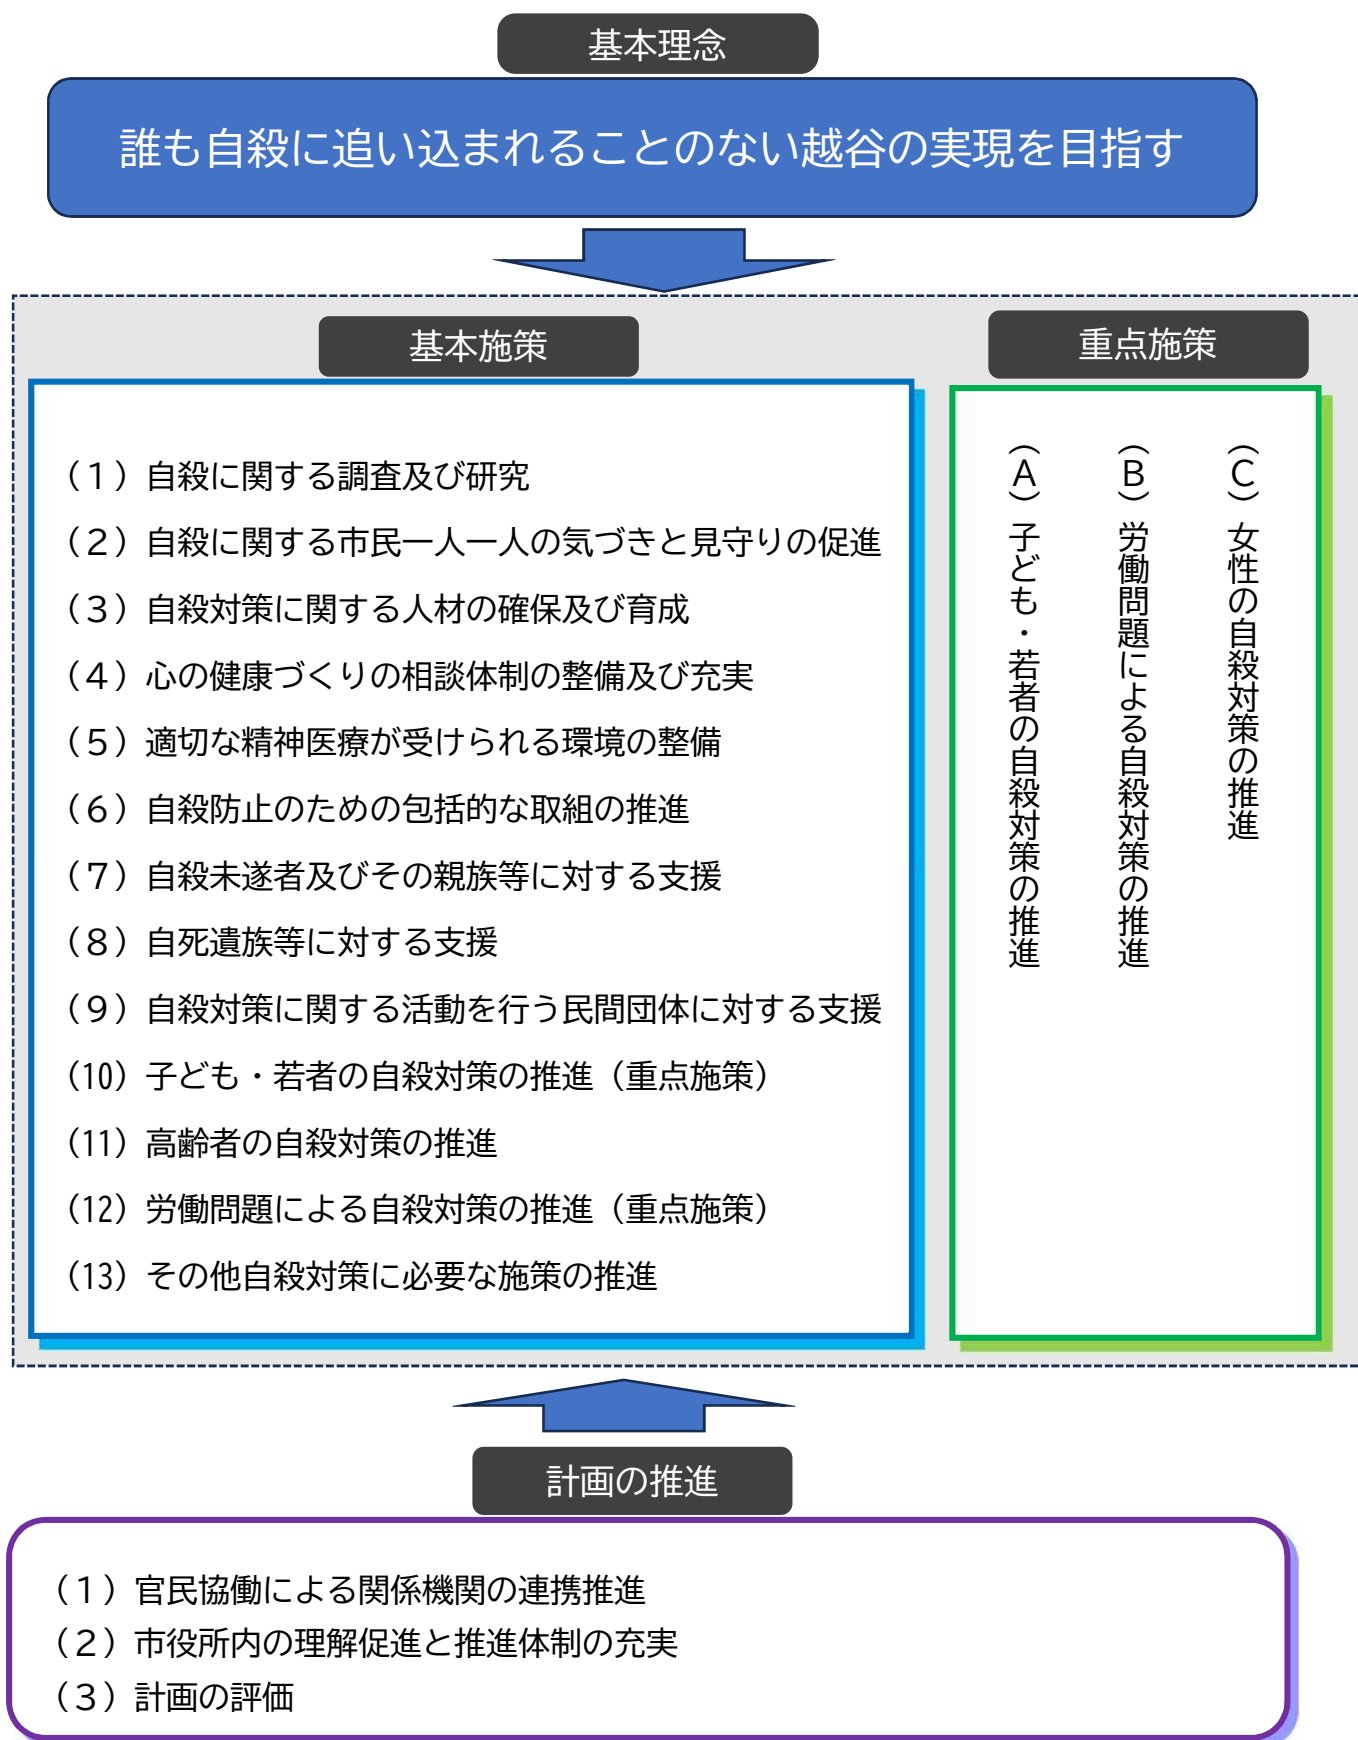 基本理念
誰も自殺に追い込まれることのない越谷の実現を目指す
基本施策
（１）自殺に関する調査及び研究
（２）自殺に関する市民一人一人の気づきと見守りの促進
（３）自殺対策に関する人材の確保及び育成
（４）心の健康づくりの相談体制の整備及び充実
（５）適切な精神医療が受けられる環境の整備
（６）自殺防止のための包括的な取組の推進
（７）自殺未遂者及びその親族等に対する支援
（８）自死遺族等に対する支援
（９）自殺対策に関する活動を行う民間団体に対する支援
（10）子ども・若者の自殺対策の推進（重点施策）
（11）高齢者の自殺対策の推進
（12）労働問題による自殺対策の推進（重点施策）
（13）その他自殺対策に必要な施策の推進
重点施策
（Ａ）子ども・若者の自殺対策の推進
（Ｂ）労働問題による自殺対策の推進
（Ｃ）女性の自殺対策の推進
計画の推進
（１）官民協働による関係機関の連携推進
（２）市役所内の理解促進と推進体制の充実
（３）計画の評価